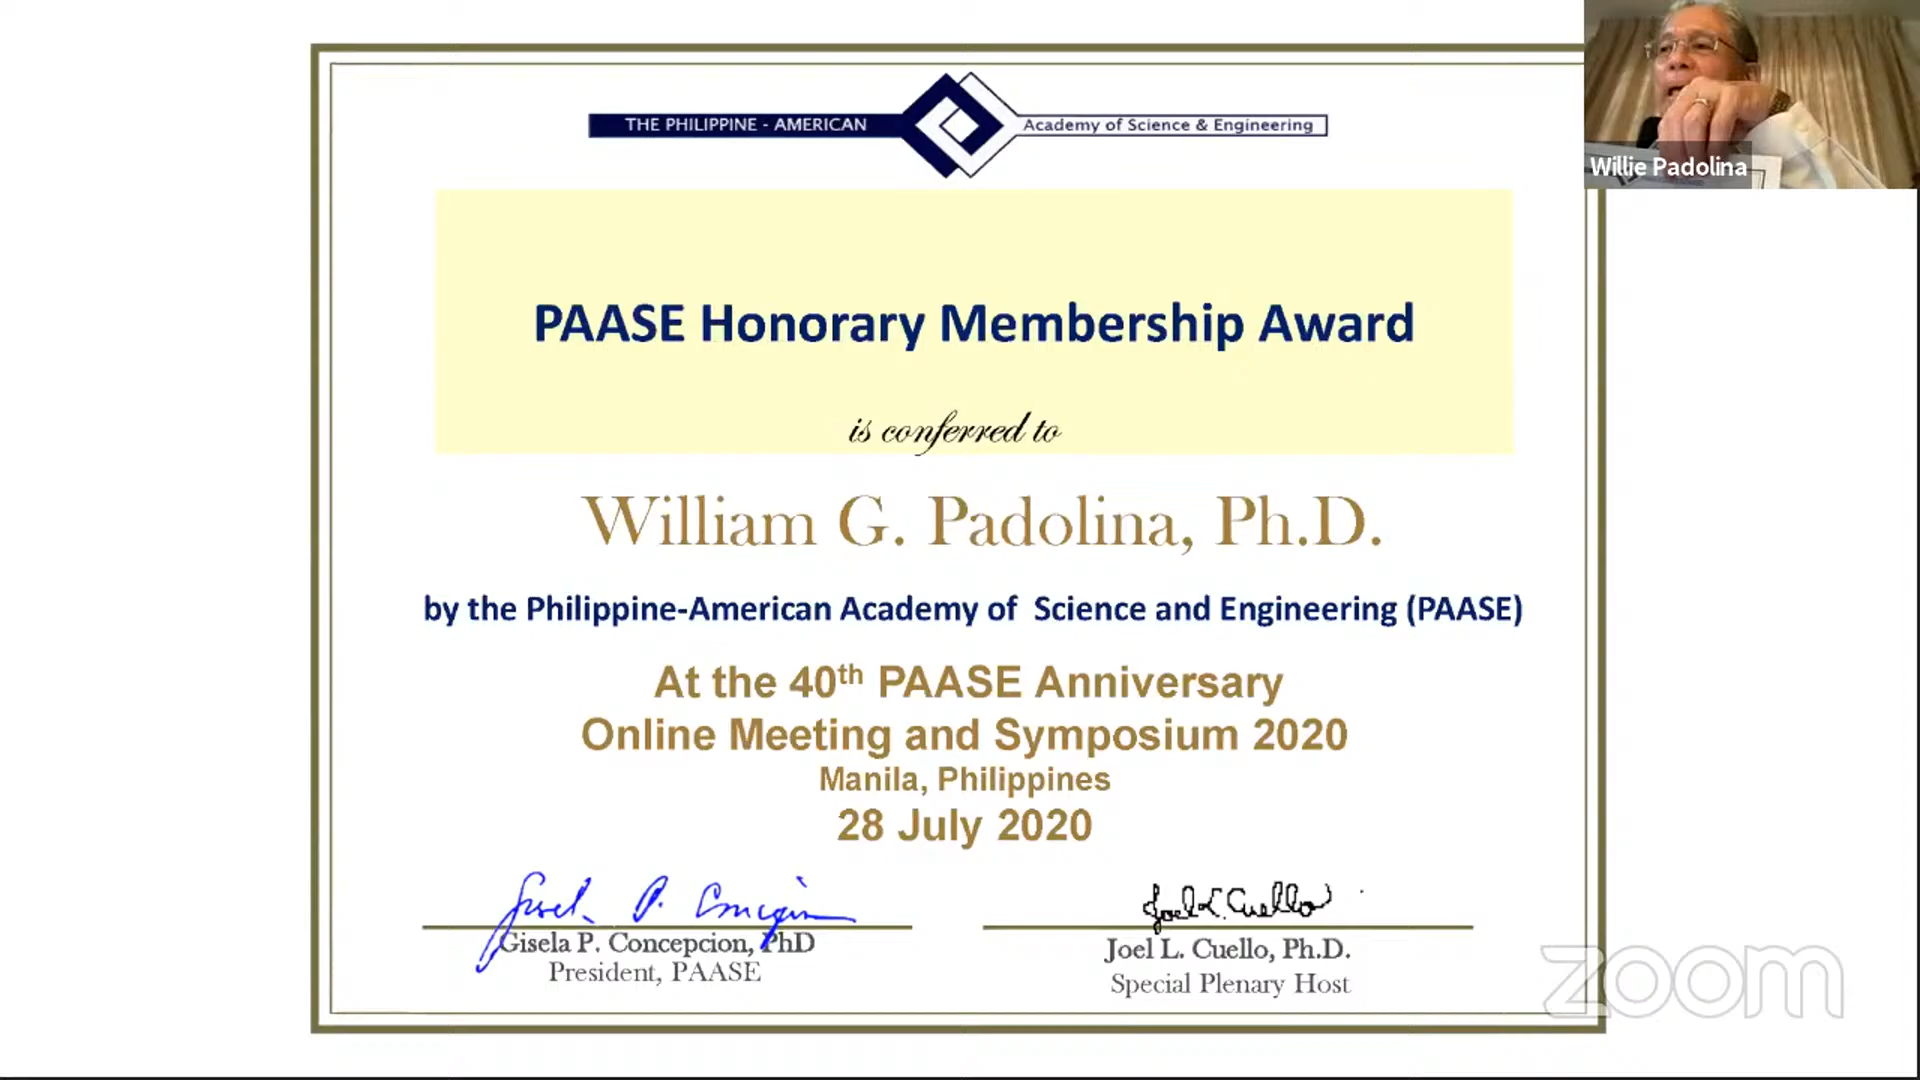 THE PHILIPPINE - AMERICAN Academy of Science & Engineering
Willie Padolina
PAASE Honorary Membership Award
is conferred to
William G. Padolina, Ph.D.
by the Philippine-American Academy of Science and Engineering (PAASE)
At the 40th PAASE Anniversary
Online Meeting and Symposium 2020
Manila, Philippines
28 July 2020
Gisela P. Concepcion, PhD
President, PAASE
Joel L. Cuello
Joel L. Cuello, Ph.D.
Special Plenary Host
zoom